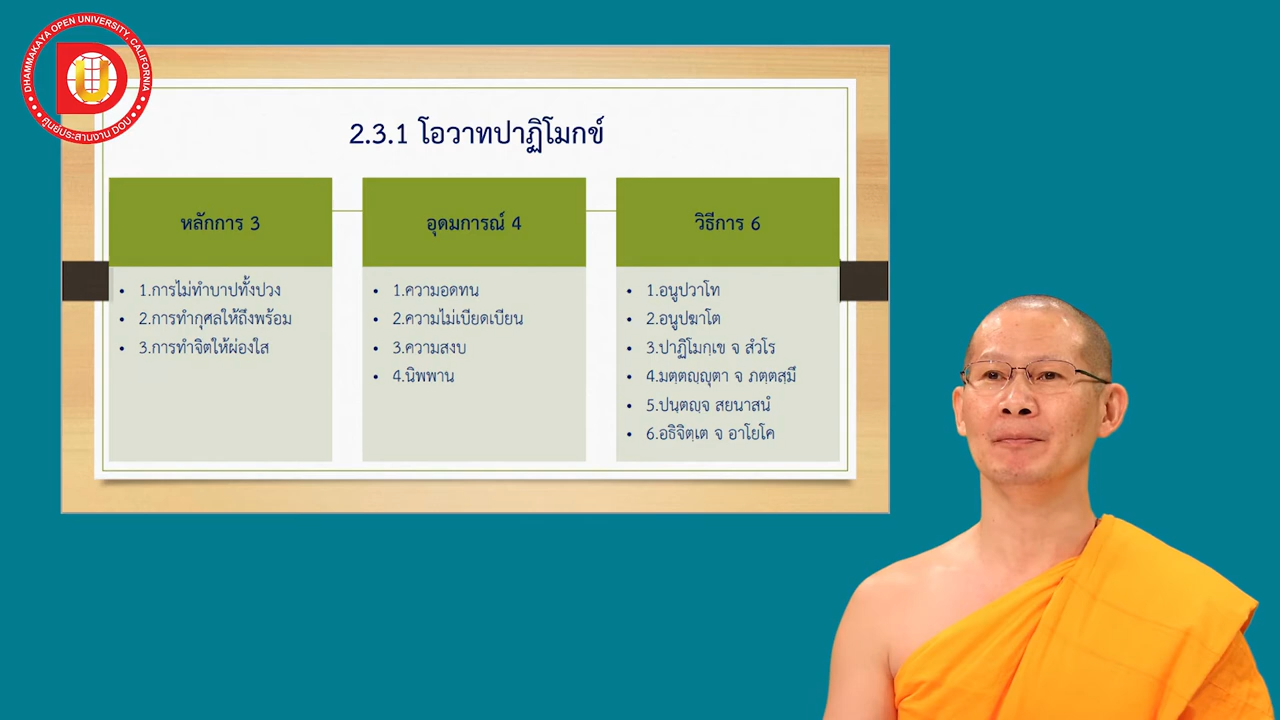 DHAMMAKAYA OPEN UNIVERSITY, CALIFORNIA
DU
ศูนย์ประสานงาน DOU
2.3.1 โอวาทปาฏิโมกข์
หลักการ 3
1.การไม่ทำบาปทั้งปวง
2.การทำกุศลให้ถึงพร้อม
3.การทำจิตให้ผ่องใส
อุดมการณ์ 4
1.ความอดทน
2.ความไม่เบียดเบียน
3.ความสงบ
4.นิพพาน
วิธีการ 6
1.อนูปวาโท
2.อนูปฆาโต
3.ปาฏิโมกฺเข จ สํวโร
4.มตฺตญฺญุตา จ ภตฺตสฺมึ
5.ปนฺตญฺจ สยนาสนํ
6.อธิจิตฺเต จ อาโยโค